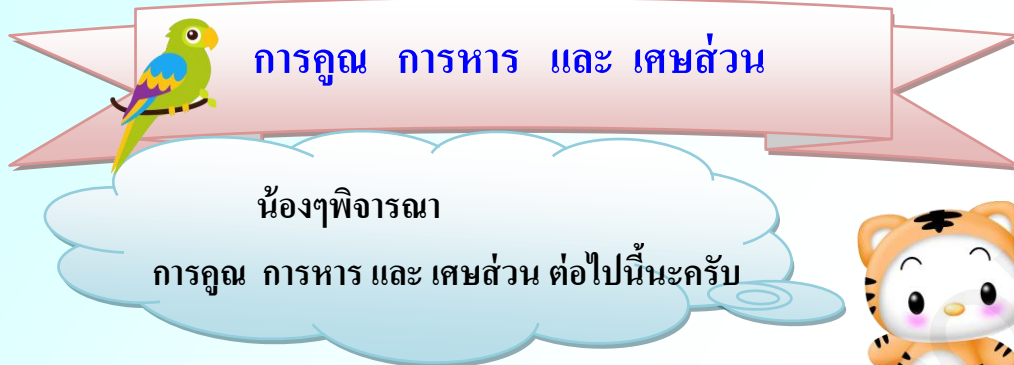 การคูณ การหาร และ เศษส่วน
น้องๆพิจารณา
การคูณ การหาร และ เศษส่วน ต่อไปนี้นะครับ